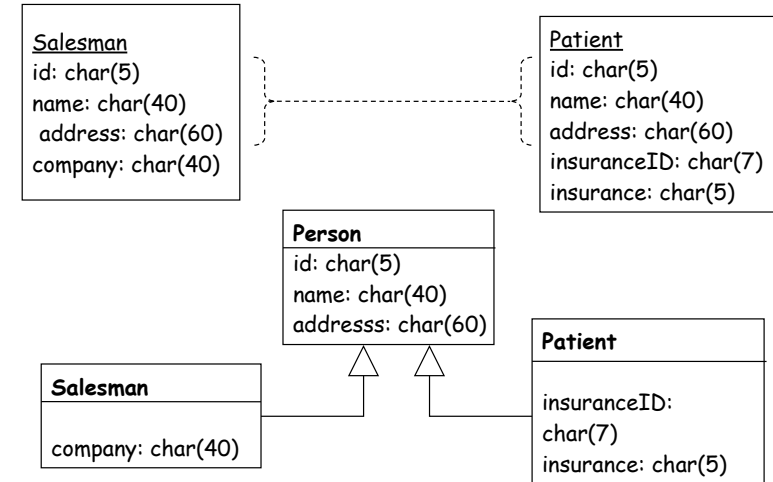 Salesman
id: char(5)
name: char(40)
address: char(60)
company: char(40)
Patient
id: char(5)
name: char(40)
address: char(60)
insuranceID: char(7)
insurance: char(5)
Person
id: char(5)
name: char(40)
addresss: char(60)
Salesman
company: char(40)
Patient
insuranceID:
char(7)
insurance: char(5)